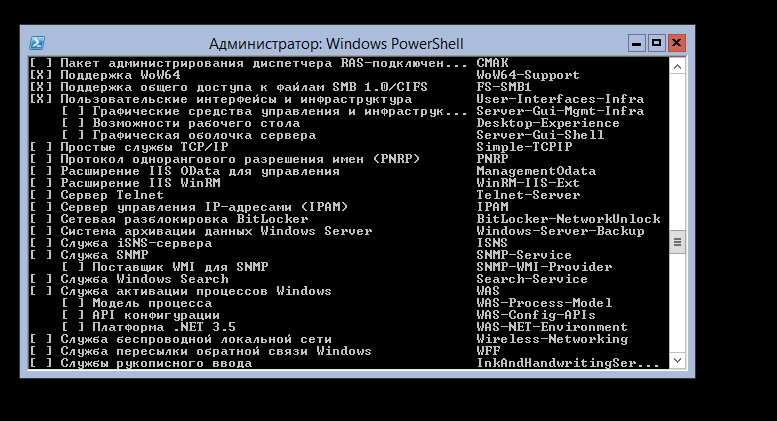 Администратор: Windows PowerShell
[ ] Пакет администрирования диспетчера RAS-подключен... CMAK
[X] Поддержка WoW64 WoW64-Support
[X] Поддержка общего доступа к файлам SMB 1.0/CIFS FS-SMB1
[X] Пользовательские интерфейсы и инфраструктура User-Interfaces-Infra
[ ] Графические средства управления и инфраструк... Server-Gui-Mgmt-Infra
[ ] Возможности рабочего стола Desktop-Experience
[ ] Графическая оболочка сервера Server-Gui-Shell
[ ] Простые службы TCP/IP Simple-TCPIP
[ ] Протокол однорангового разрешения имен (PNRP) PNRP
[ ] Расширение IIS OData для управления ManagementOdata
[ ] Расширение IIS WinRM WinRM-IIS-Ext
[ ] Сервер Telnet Telnet-Server
[ ] Сервер управления IP-адресами (IPAM) IPAM
[ ] Сетевая разблокировка BitLocker BitLocker-NetworkUnlock
[ ] Система архивации данных Windows Server Windows-Server-Backup
[ ] Служба iSNS-сервера ISNS
[ ] Служба SNMP SNMP-Service
[ ] Поставщик WMI для SNMP SNMP-WMI-Provider
[ ] Служба Windows Search Search-Service
[ ] Служба активации процессов Windows WAS
[ ] Модель процесса WAS-Process-Model
[ ] API конфигурации WAS-Config-APIs
[ ] Платформа .NET 3.5 WAS-NET-Environment
[ ] Служба беспроводной локальной сети Wireless-Networking
[ ] Служба пересылки обратной связи Windows WFF
[ ] Службы рукописного ввода InkAndHandwritingSer...